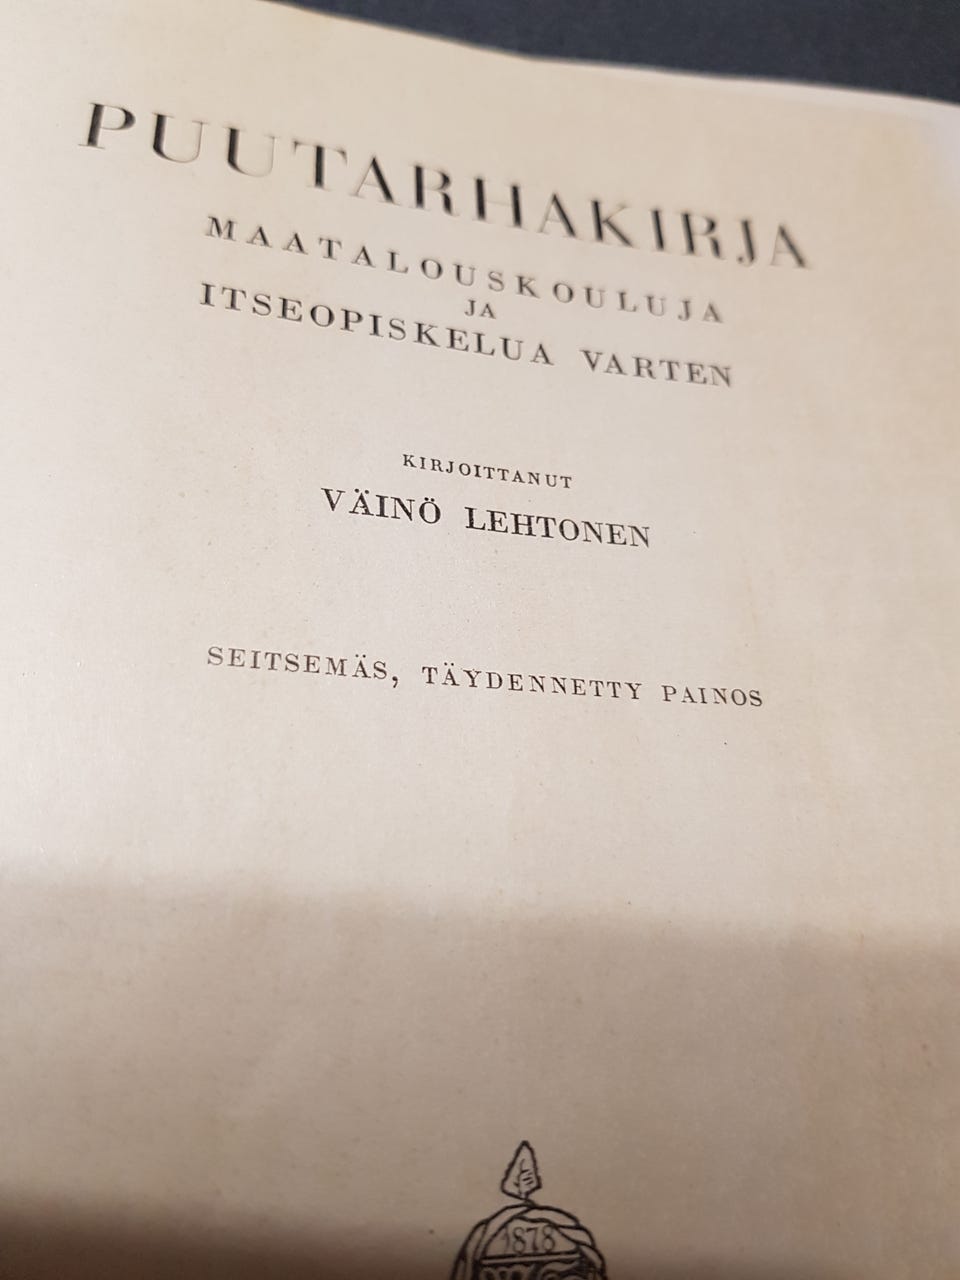 PUUTARHAKIRJA
MAATALOUSKOULUJA
JA
ITSEOPISKELUA VARTEN
KIRJOITTANUT
VÄINÖ LEHTONEN
SEITSEMÄS, TÄYDENNETTY PAINOS
1878